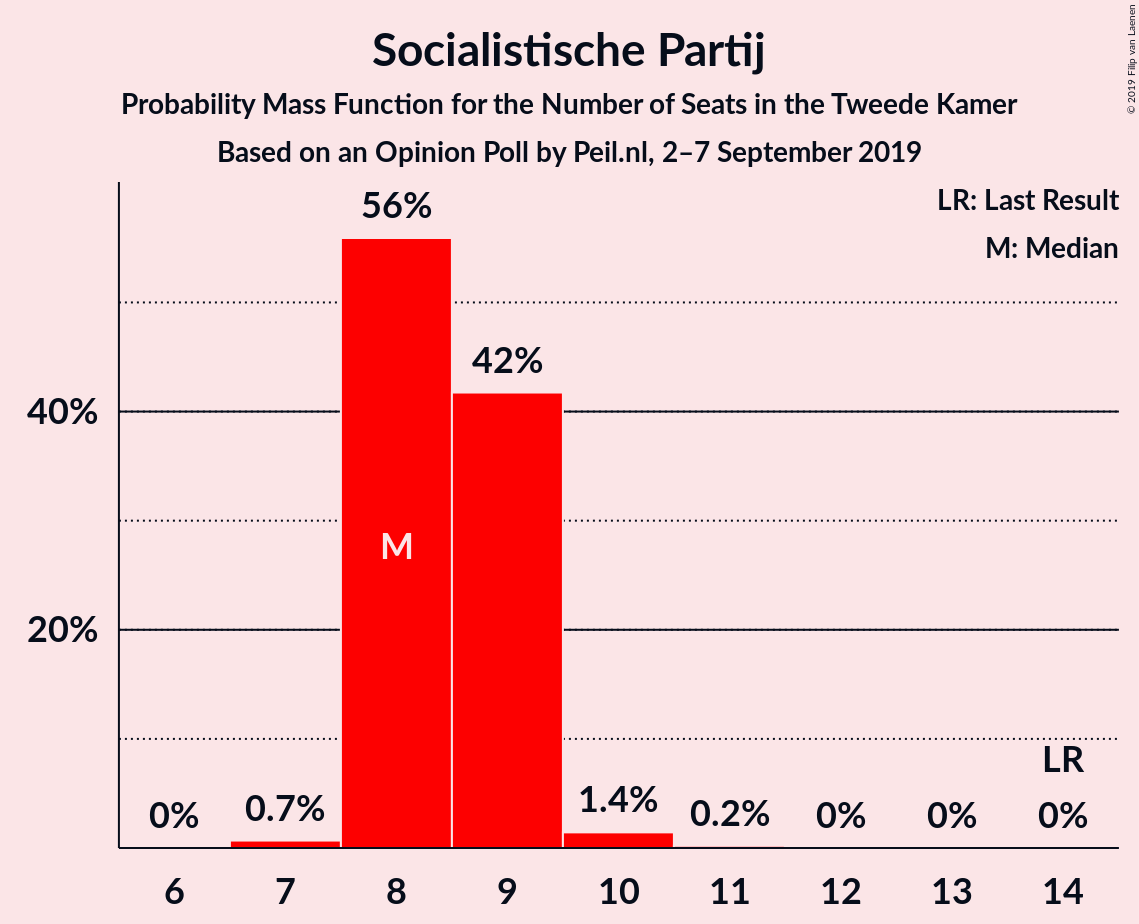 Socialistische Partij
Probability Mass Function for the Number of Seats in the Tweede Kamer
Based on an Opinion Poll by Peil.nl, 2–7 September 2019
© 2019 Filip van Laenen
LR: Last Result
M: Median
56%
42%
40%
M
20%
LR
0%
0.7%
1.4%
0.2%
0%
0%
0%
6
7
8
9
10
11
12
13
14